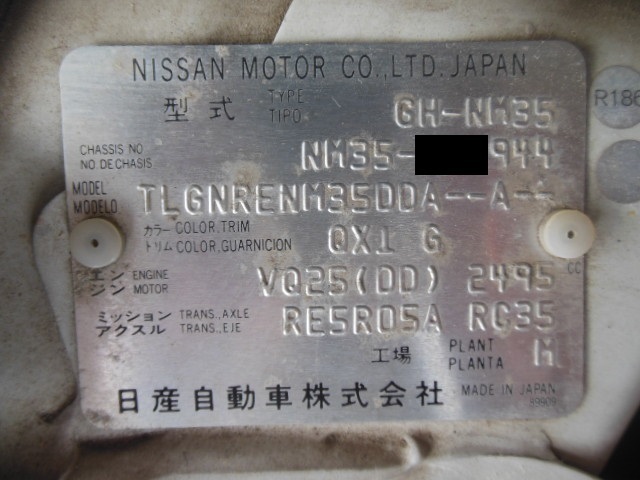 NISSAN MOTOR CO.,LTD. JAPAN
型式 TYPE TIPO GH-NM35
R186
CHASSIS NO
NO DE CHASIS
NM35- 944
MODEL
MODELO
TLGNRENM35DDA--A--
カラー COLOR,TRIM
トリム COLOR,GUARNICION
QX1 G
エンジン ENGINE MOTOR
VQ25(DD) 2495 CC
ミッション TRANS.,AXLE
アクスル TRANS.,EJE
RE5R05A RC35
工場 PLANT PLANTA M
日産自動車株式会社 MADE IN JAPAN